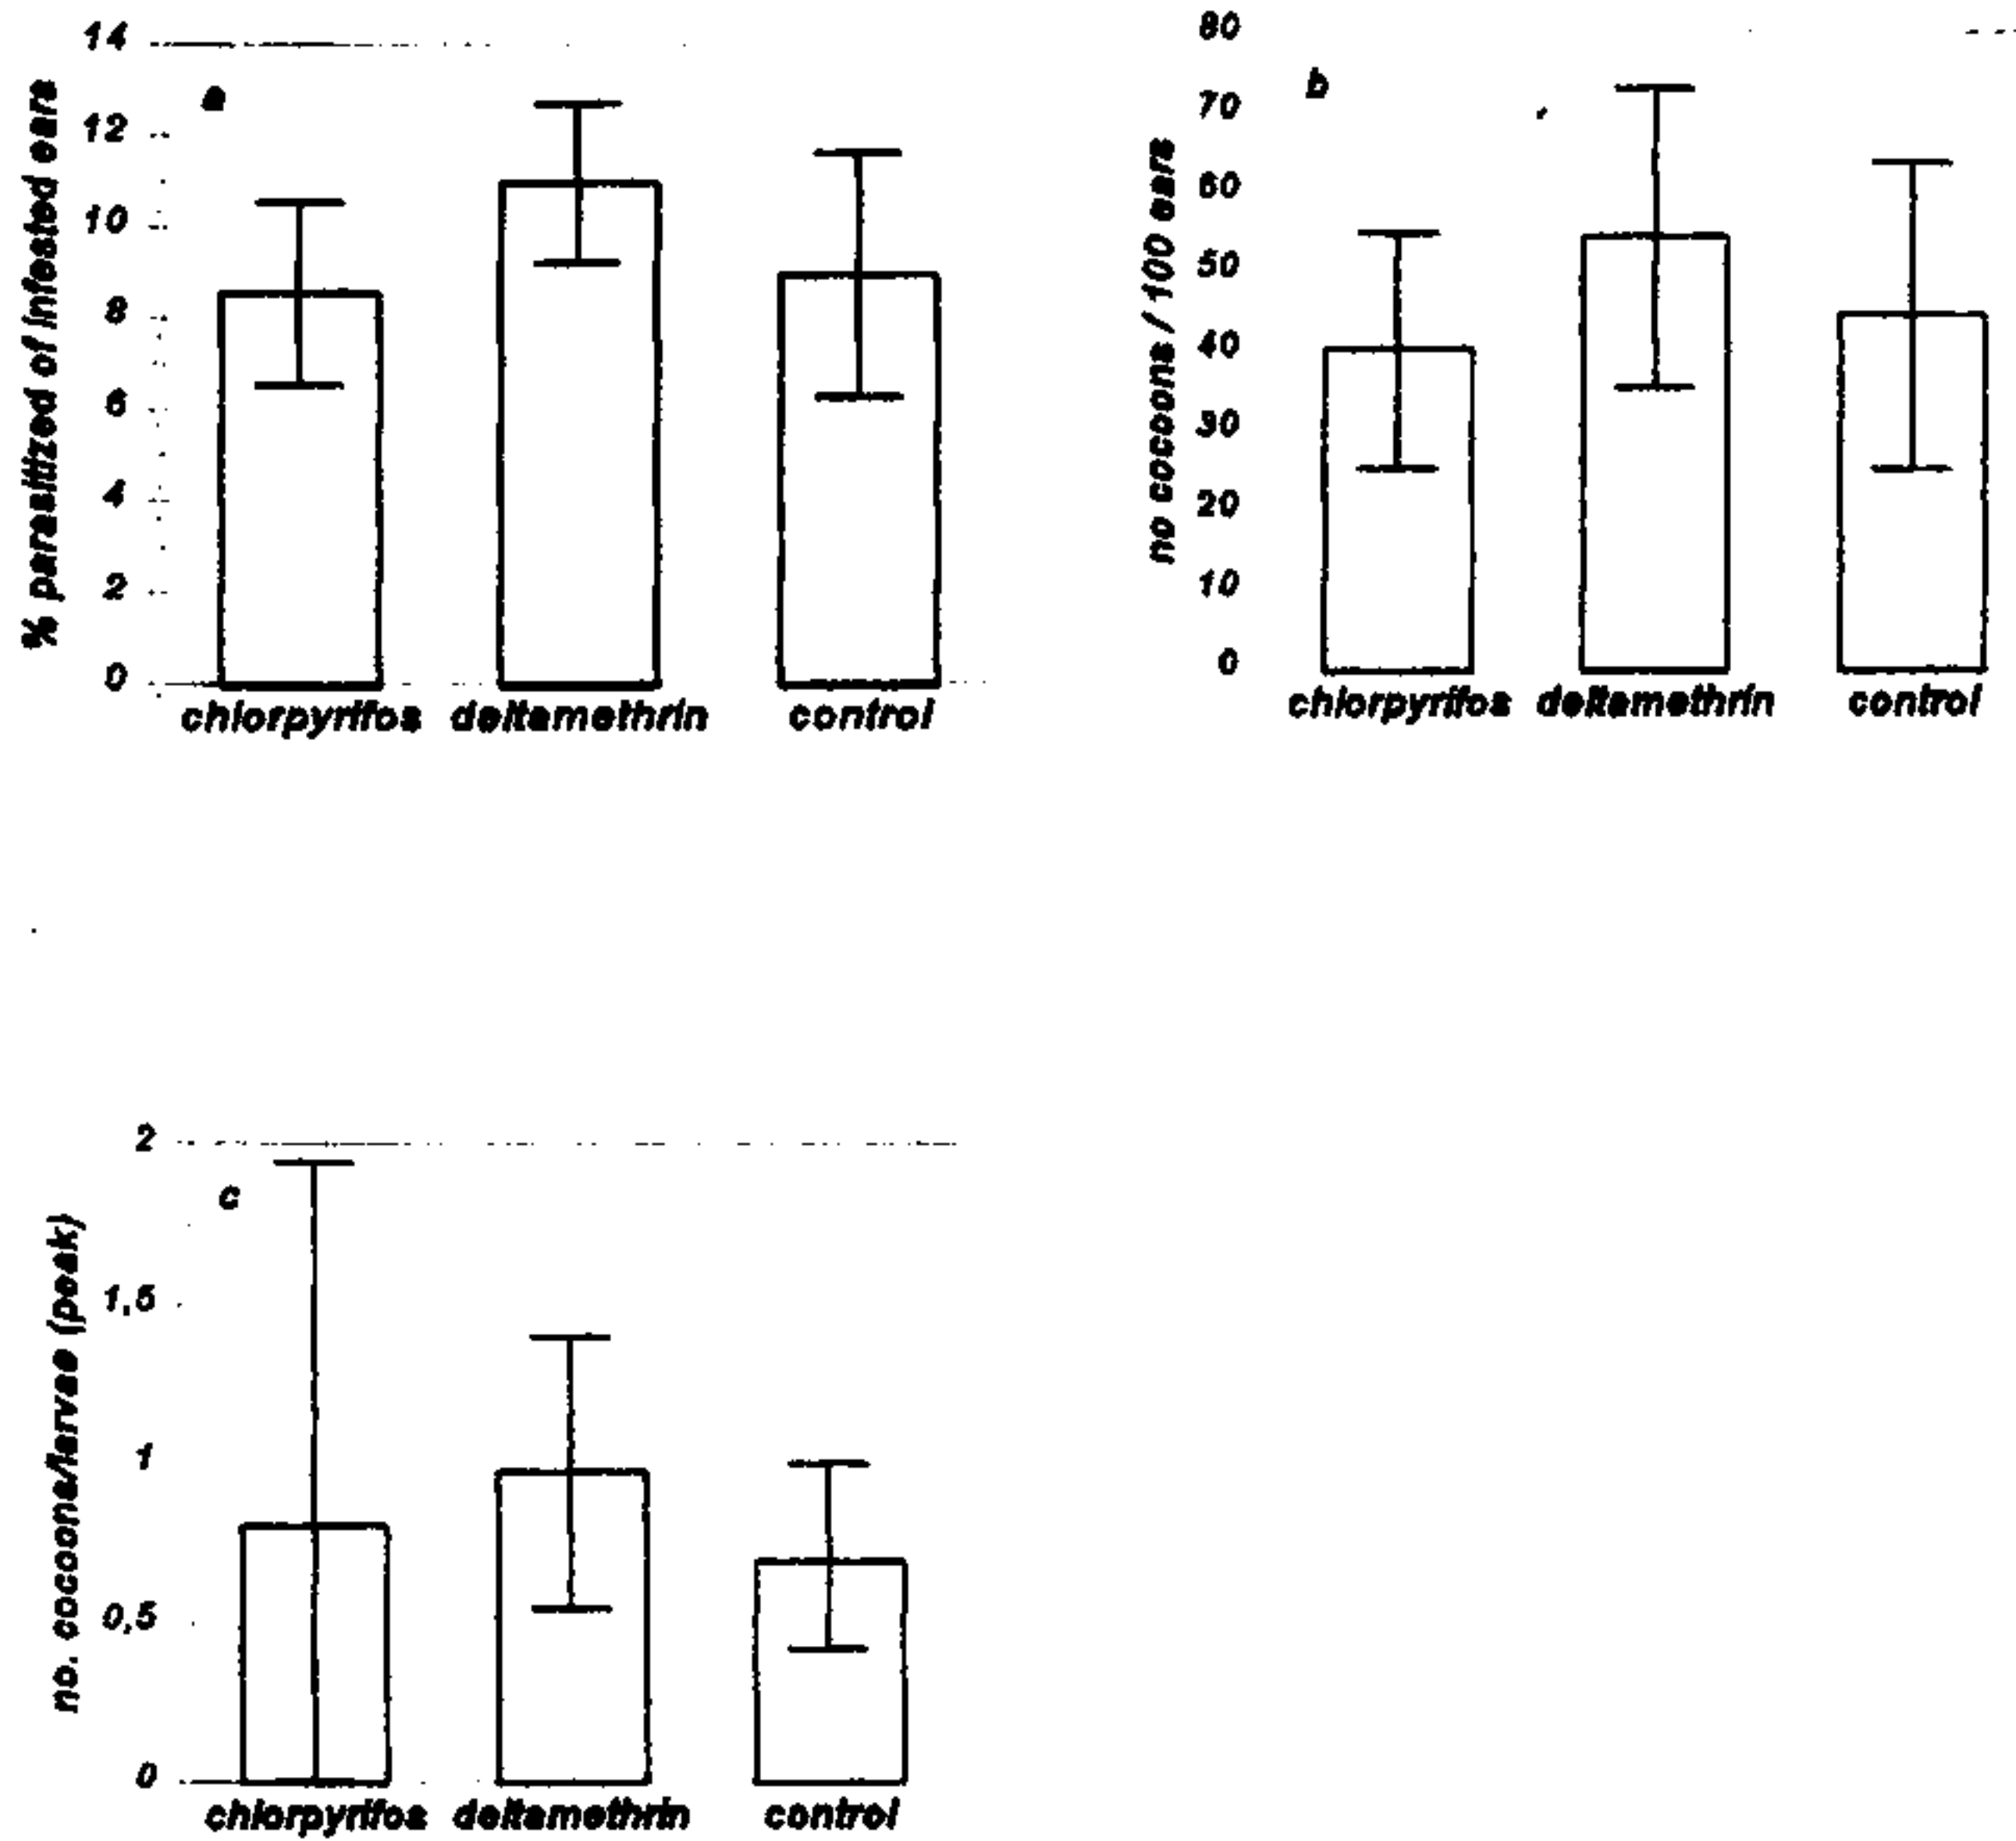 14
12
10
8
6
4
2
0
% parasitized of infested ears
a
chlorpyrifos deltamethrin control
80
70
60
50
40
30
20
10
0
no cocoons / 100 ears
b
chlorpyrifos deltamethrin control
2
1,5
1
0,5
0
no. cocoons/larvae (peak)
c
chlorpyrifos deltamethrin control